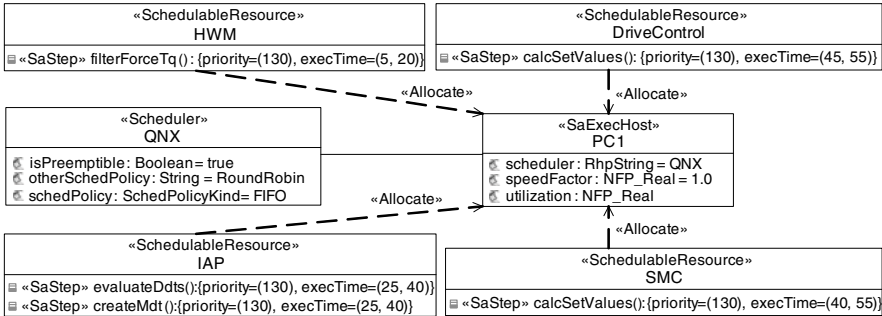 «SchedulableResource»
HWM
«SaStep» filterForceTq(): {priority=(130), execTime=(5, 20)}
«SchedulableResource»
DriveControl
«SaStep» calcSetValues(): {priority=(130), execTime=(45, 55)}
«Allocate»
«Allocate»
«Scheduler»
QNX
isPreemptible: Boolean= true
otherSchedPolicy: String = RoundRobin
schedPolicy: SchedPolicyKind= FIFO
«SaExecHost»
PC1
scheduler: RhpString = QNX
speedFactor: NFP_Real = 1.0
utilization: NFP_Real
«Allocate»
«Allocate»
«SchedulableResource»
IAP
«SaStep» evaluateDdts():{priority=(130), execTime=(25, 40)}
«SaStep» createMdt():{priority=(130), execTime=(25, 40)}
«SchedulableResource»
SMC
«SaStep» calcSetValues():{priority=(130), execTime=(40, 55)}